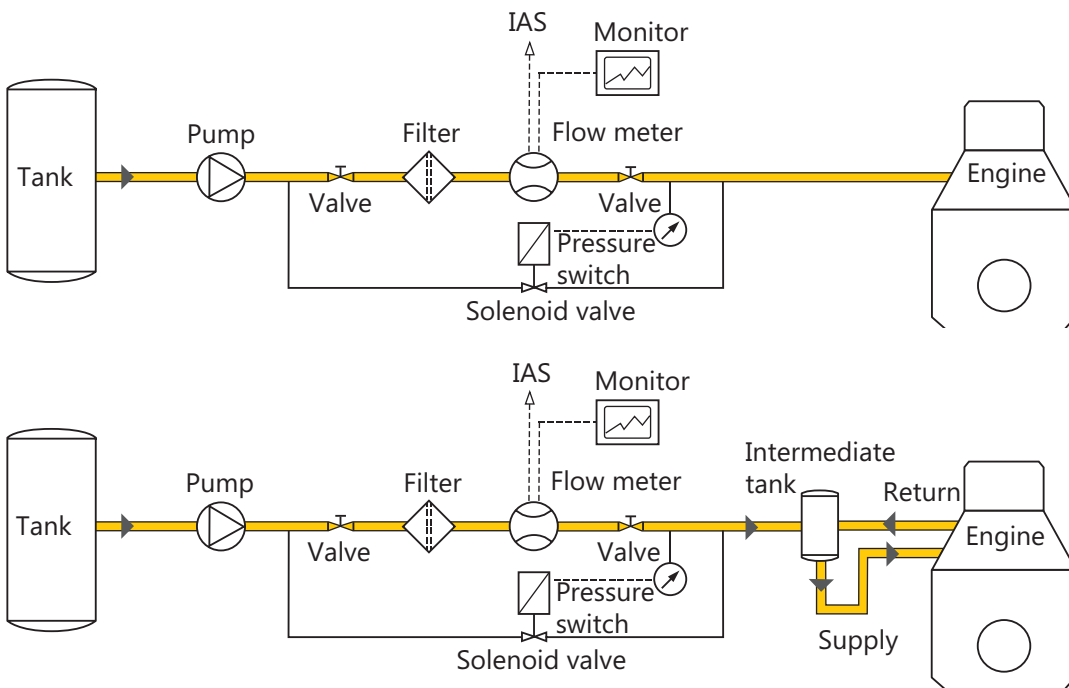 IAS
Monitor
Pump
Filter
Flow meter
Tank
Engine
Valve
Valve
Pressure
switch
Solenoid valve
IAS
Monitor
Intermediate
tank
Pump
Filter
Flow meter
Return
Tank
Engine
Valve
Valve
Pressure
switch
Supply
Solenoid valve